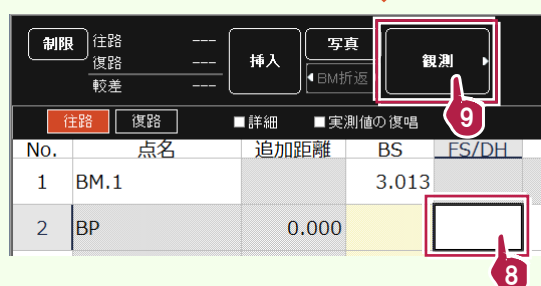 制限 往路 --- 挿入 写真 観測
復路 --- BM折返
較差 ---
9
往路 復路 詳細 実測値の復唱
No. 点名 追加距離 BS FS/DH
1 BM.1 3.013
2 BP 0.000
8